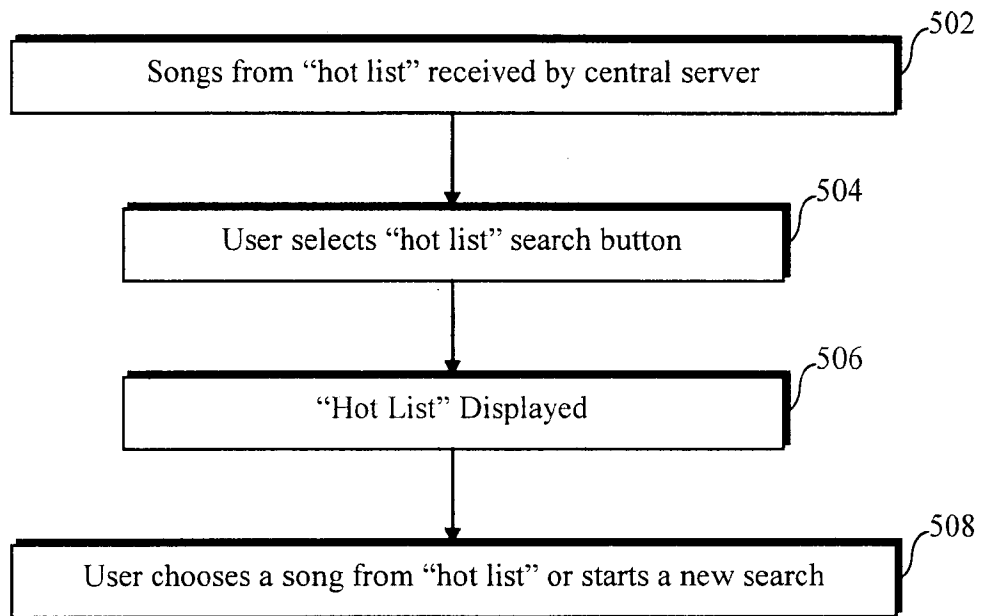 502
Songs from “hot list” received by central server
504
User selects “hot list” search button
506
“Hot List” Displayed
508
User chooses a song from “hot list” or starts a new search